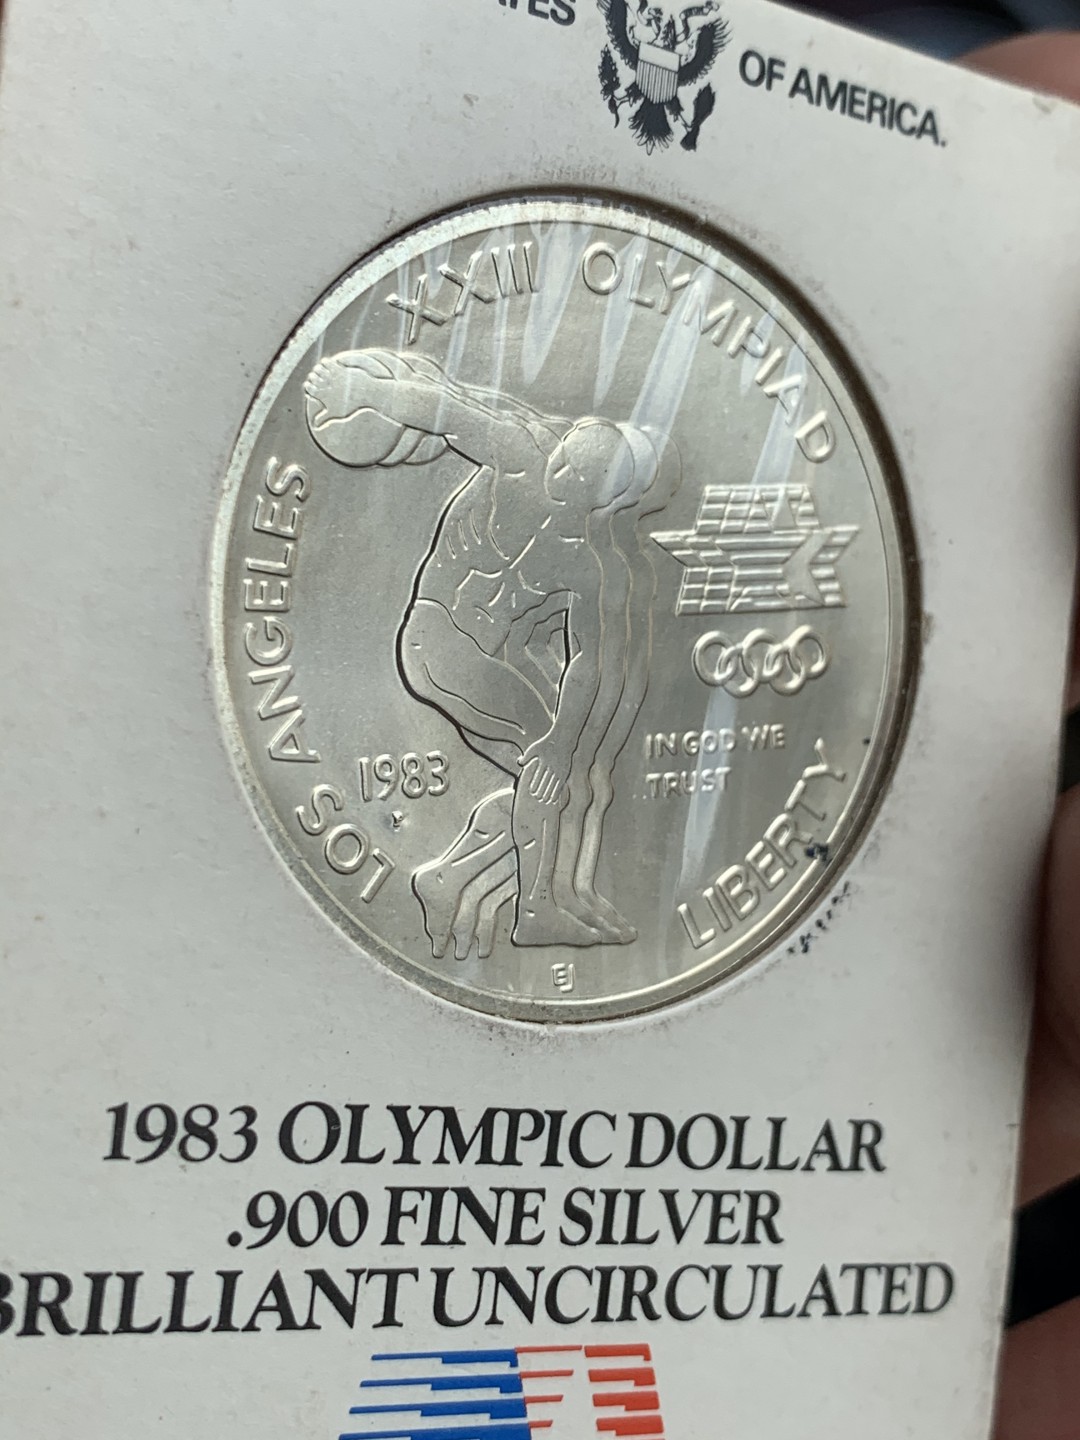 OF AMERICA.
XXIII OLYMPIAD
LOS ANGELES
1983
P
IN GOD WE
TRUST
LIBERTY
EJ
1983 OLYMPIC DOLLAR
.900 FINE SILVER
BRILLIANT UNCIRCULATED